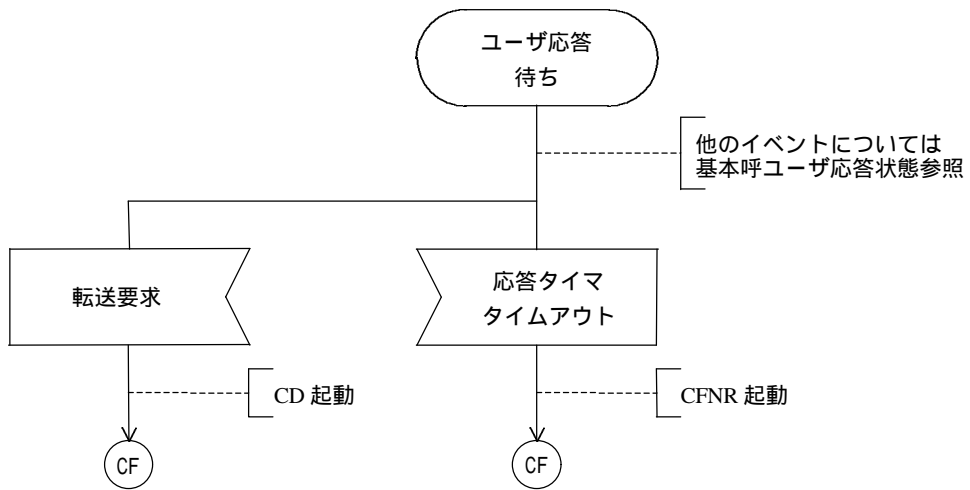 ユーザ応答
待ち
他のイベントについては
基本呼ユーザ応答状態参照
転送要求
応答タイマ
タイムアウト
CD 起動
CFNR 起動
CF
CF